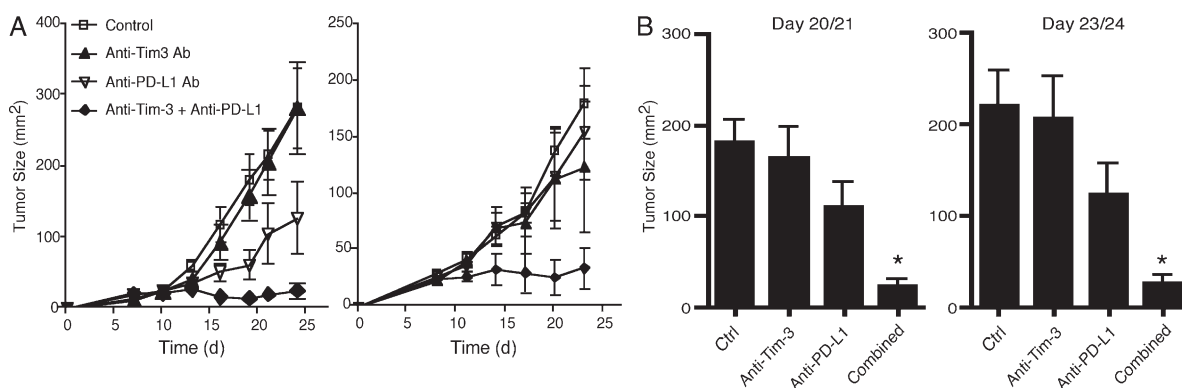 A
Control
Anti-Tim3 Ab
Anti-PD-L1 Ab
Anti-Tim-3 + Anti-PD-L1
Tumor Size (mm²)
400
300
200
100
0
0 5 10 15 20 25
Time (d)
250
200
150
100
50
0
0 5 10 15 20 25
Time (d)
B
Day 20/21
Tumor Size (mm²)
300
200
100
0
*
Ctrl
Anti-Tim-3
Anti-PD-L1
Combined
Day 23/24
300
200
100
0
*
Ctrl
Anti-Tim-3
Anti-PD-L1
Combined